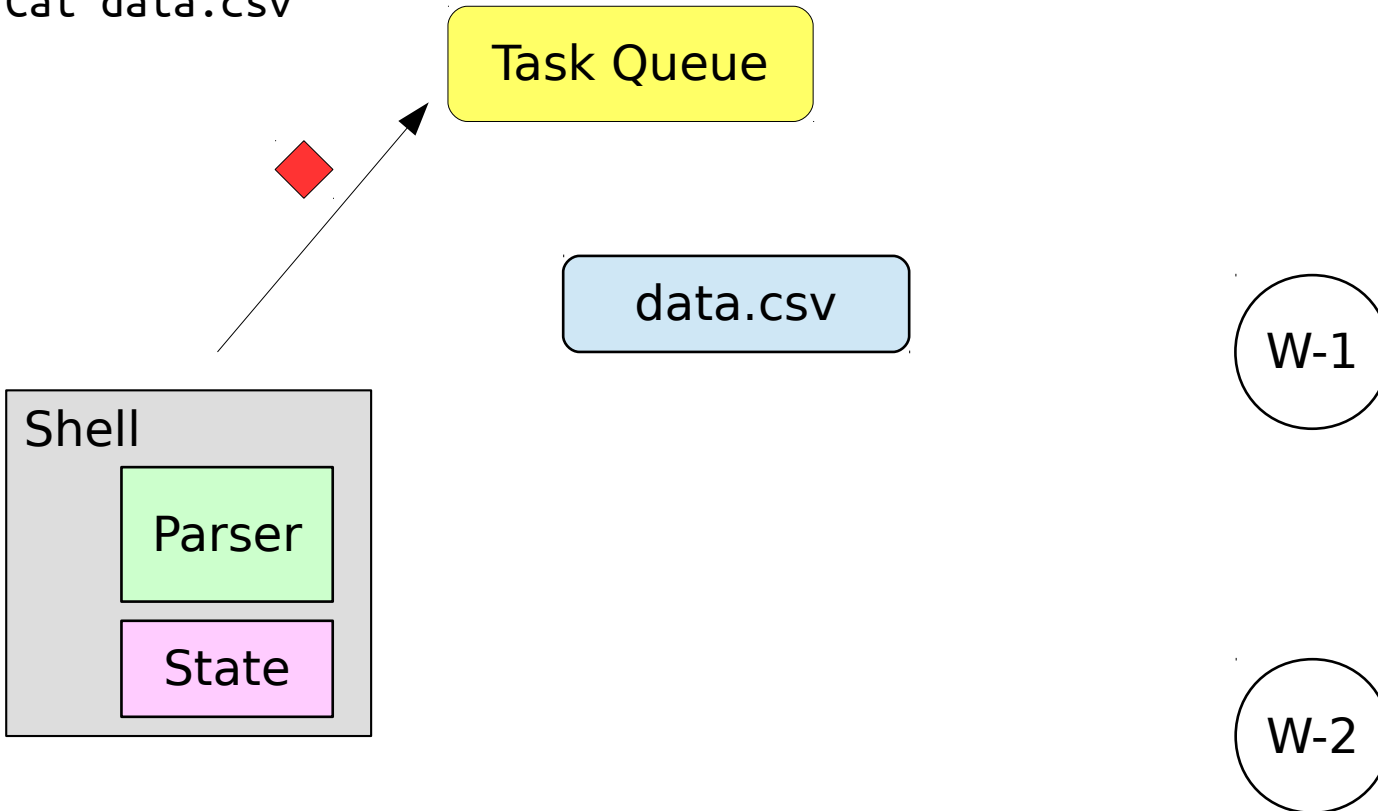 Cat data.csv
Task Queue
data.csv
W-1
Shell
Parser
State
W-2